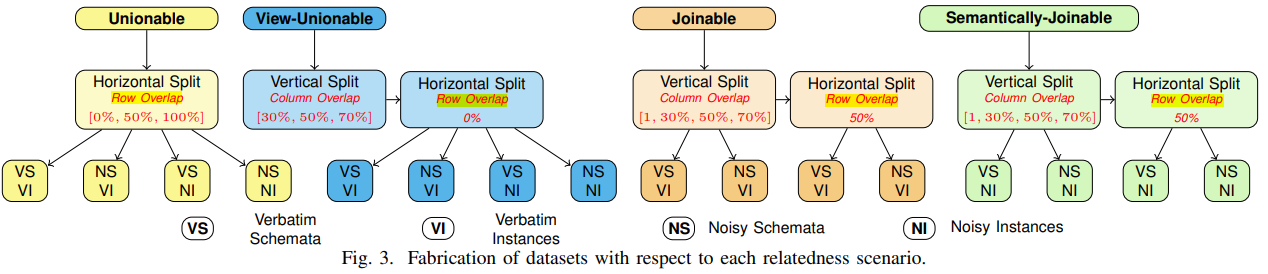 Unionable
View-Unionable
Joinable
Semantically-Joinable
Horizontal Split
Row Overlap
[0%, 50%, 100%]
Vertical Split
Column Overlap
[30%, 50%, 70%]
Horizontal Split
Row Overlap
0%
Vertical Split
Column Overlap
[1, 30%, 50%, 70%]
Horizontal Split
Row Overlap
50%
Vertical Split
Column Overlap
[1, 30%, 50%, 70%]
Horizontal Split
Row Overlap
50%
VS
VI
NS
VI
VS
NI
NS
NI
VS
VI
NS
VI
VS
NI
NS
NI
VS
VI
NS
VI
VS
VI
NS
VI
VS
NI
NS
NI
VS
NI
NS
NI
VS
Verbatim
Schemata
VI
Verbatim
Instances
NS
Noisy Schemata
NI
Noisy Instances
Fig. 3. Fabrication of datasets with respect to each relatedness scenario.